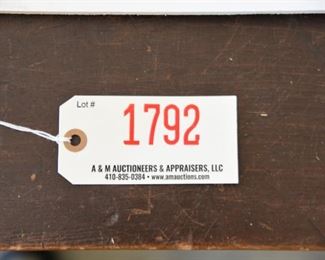 Lot #
1792
A & M AUCTIONEERS & APPRAISERS, LLC
410-835-0384 • www.amauctions.com